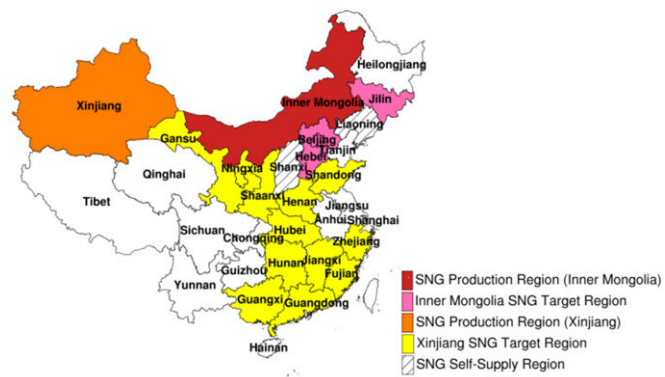 Heilongjiang
Xinjiang
Inner Mongolia
Jilin
Liaoning
Gansu
Beijing
Tianjin
Hebei
Ningxia
Shanxi
Shandong
Qinghai
Shaanxi
Henan
Jiangsu
Tibet
Anhui
Shanghai
Sichuan
Chongqing
Hubei
Zhejiang
Hunan
Jiangxi
Guizhou
Fujian
Yunnan
Guangxi
Guangdong
Hainan
SNG Production Region (Inner Mongolia)
Inner Mongolia SNG Target Region
SNG Production Region (Xinjiang)
Xinjiang SNG Target Region
SNG Self-Supply Region